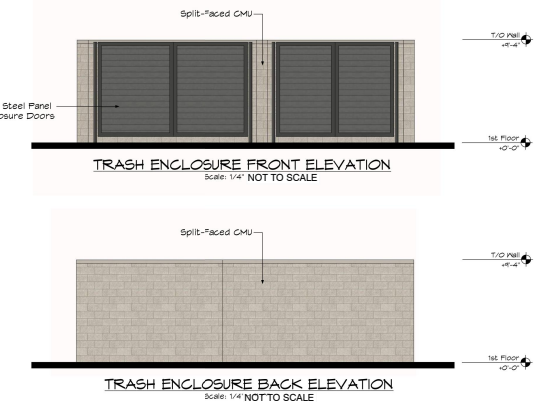 Split-Faced CMU
T/O Wall
+9'-4"
Steel Panel
osure Doors
1st Floor
+0'-0"
TRASH ENCLOSURE FRONT ELEVATION
Scale: 1/4" NOT TO SCALE
Split-Faced CMU
T/O Wall
+9'-4"
1st Floor
+0'-0"
TRASH ENCLOSURE BACK ELEVATION
Scale: 1/4" NOT TO SCALE